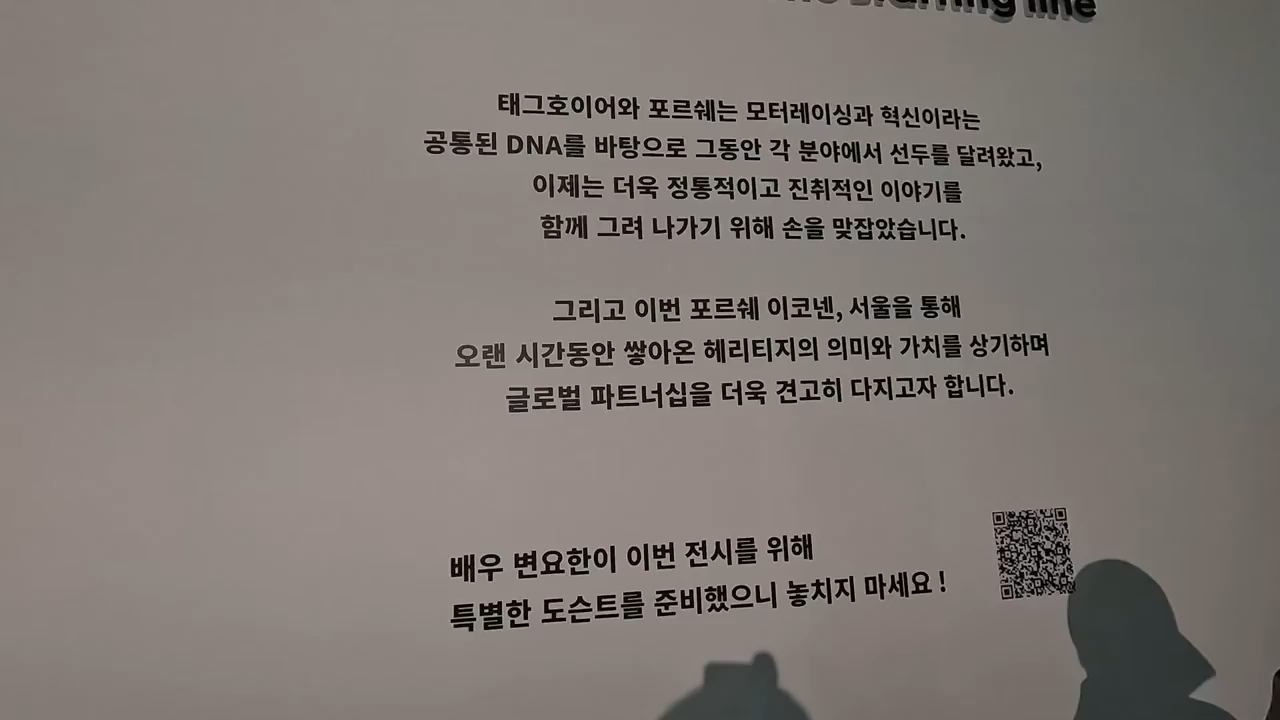 line
태그호이어와 포르쉐는 모터레이싱과 혁신이라는
공통된 DNA를 바탕으로 그동안 각 분야에서 선두를 달려왔고,
이제는 더욱 정통적이고 진취적인 이야기를
함께 그려 나가기 위해 손을 맞잡았습니다.
그리고 이번 포르쉐 이코넨, 서울을 통해
오랜 시간동안 쌓아온 헤리티지의 의미와 가치를 상기하며
글로벌 파트너십을 더욱 견고히 다지고자 합니다.
배우 변요한이 이번 전시를 위해
특별한 도슨트를 준비했으니 놓치지 마세요!